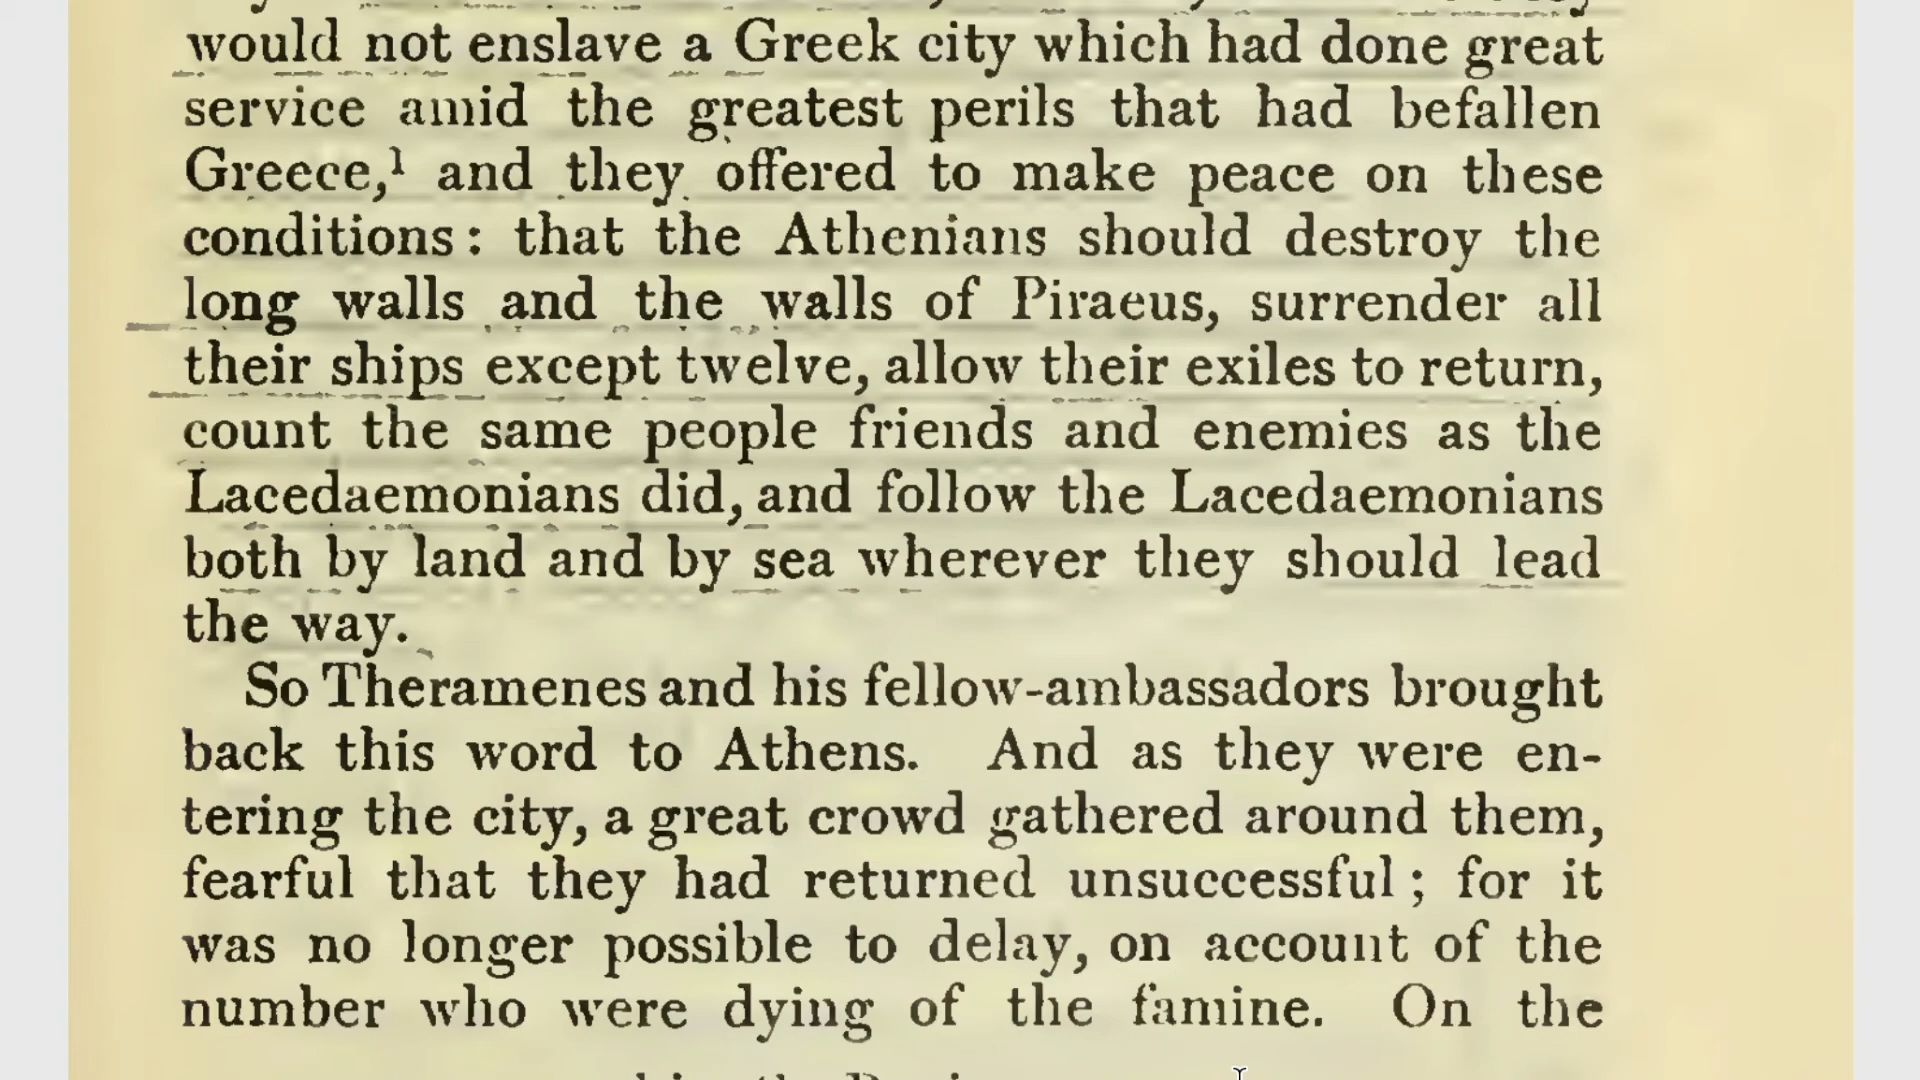 would not enslave a Greek city which had done great
service amid the greatest perils that had befallen
Greece,¹ and they offered to make peace on these
conditions: that the Athenians should destroy the
long walls and the walls of Piraeus, surrender all
their ships except twelve, allow their exiles to return,
count the same people friends and enemies as the
Lacedaemonians did, and follow the Lacedaemonians
both by land and by sea wherever they should lead
the way.
So Theramenes and his fellow-ambassadors brought
back this word to Athens. And as they were en-
tering the city, a great crowd gathered around them,
fearful that they had returned unsuccessful; for it
was no longer possible to delay, on account of the
number who were dying of the famine. On the